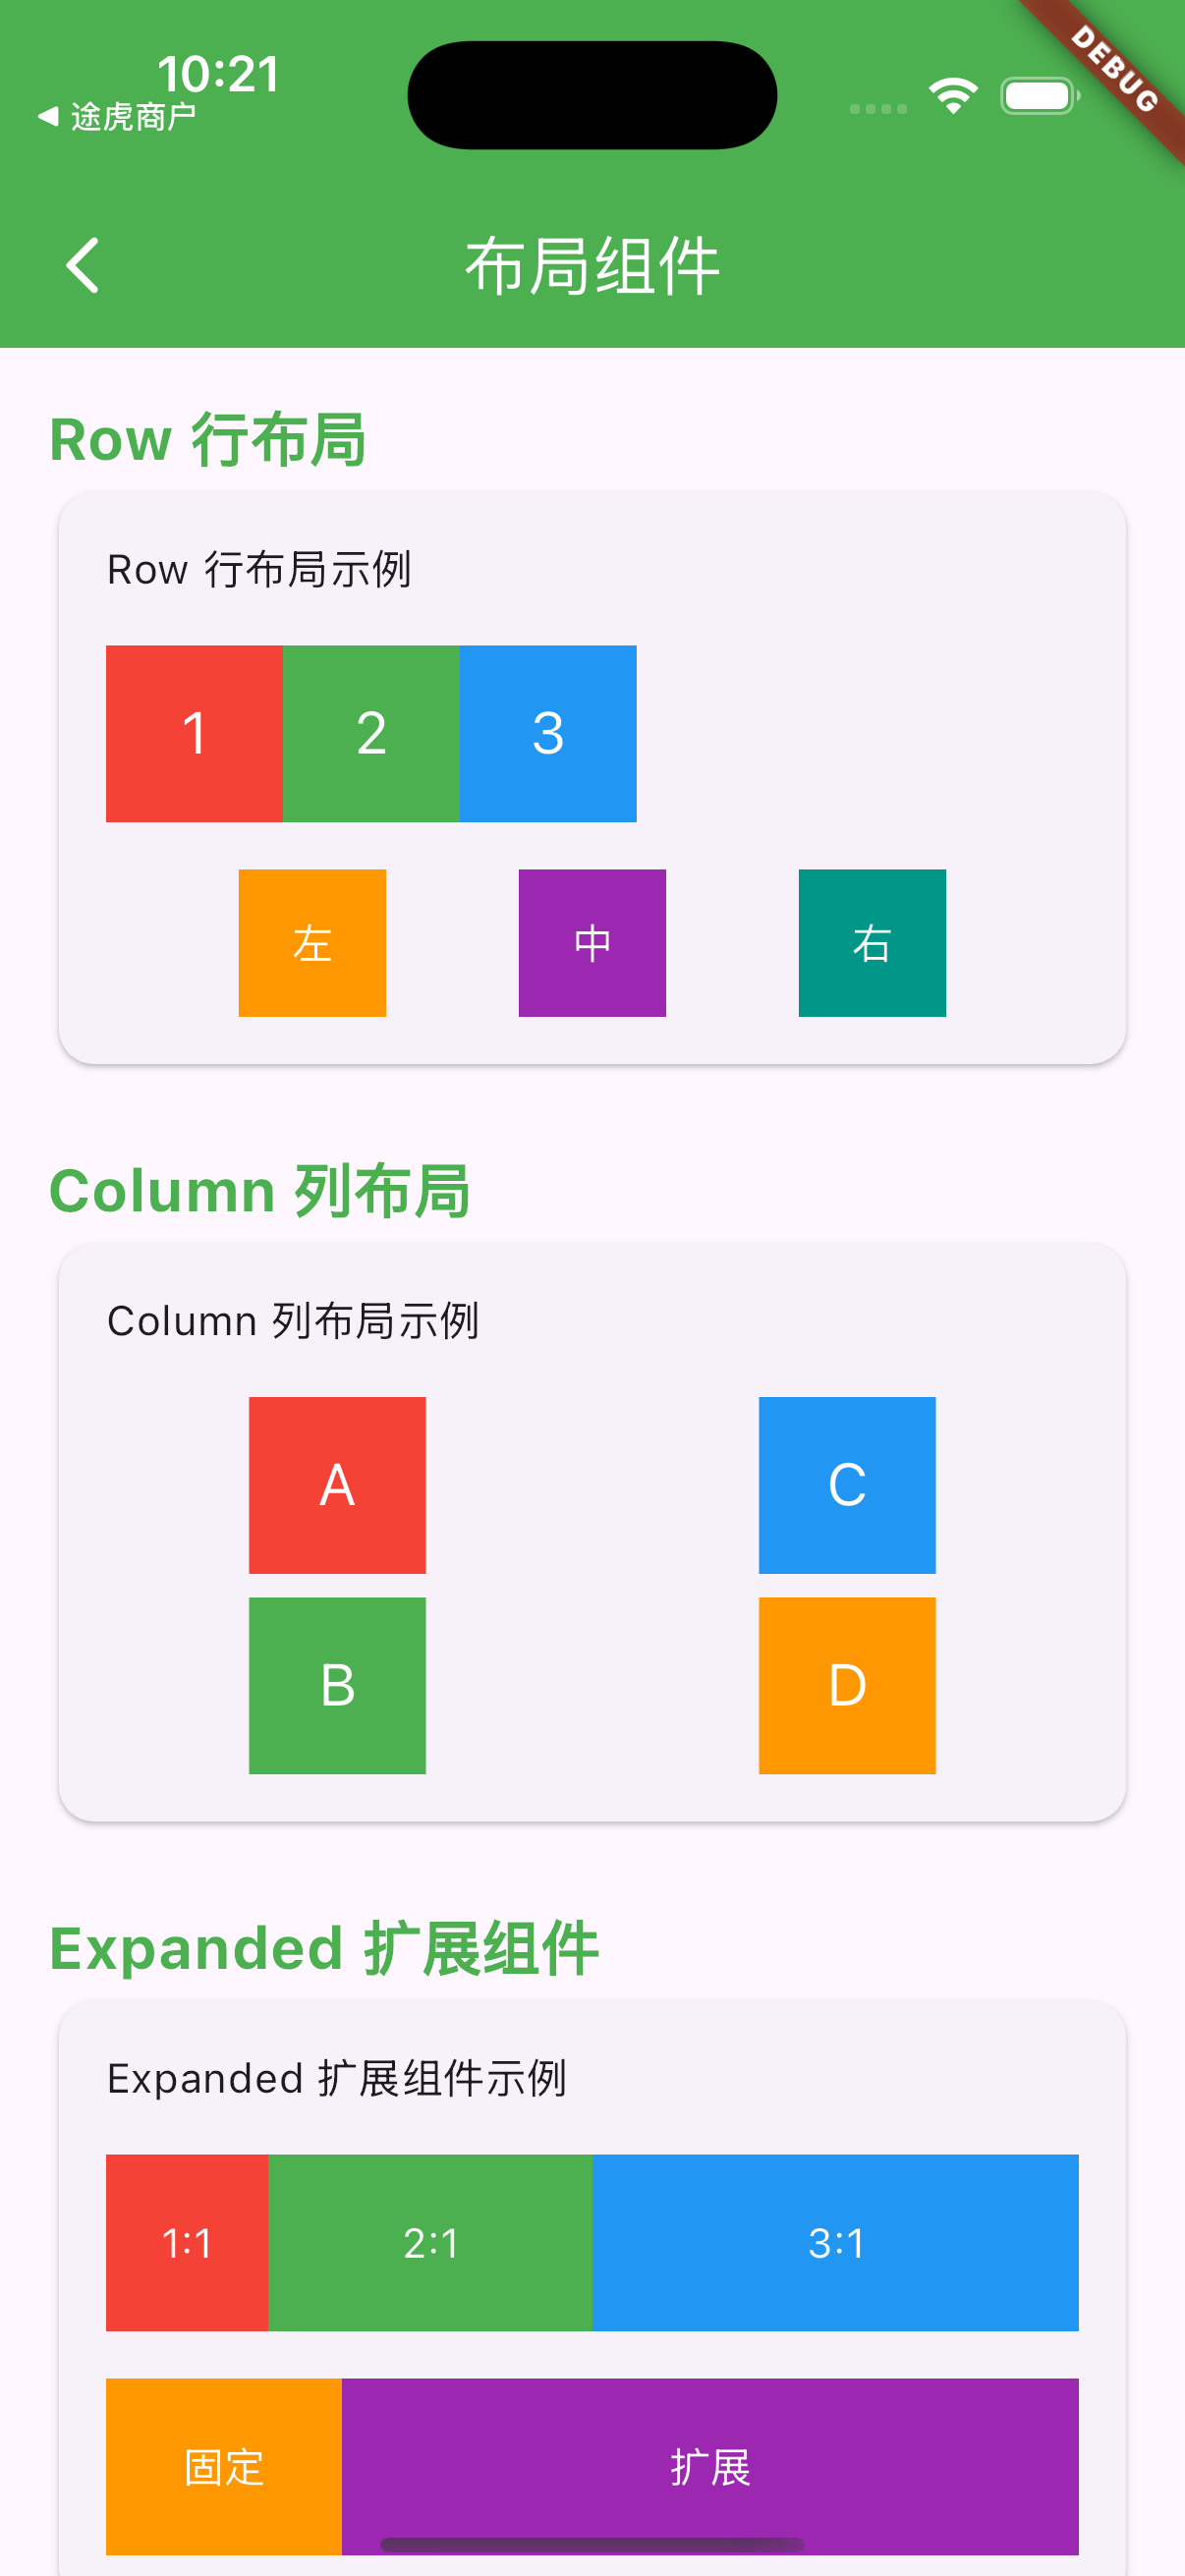 10:21
途虎商户
DEBUG
布局组件
Row 行布局
Row 行布局示例
1 2 3
左 中 右
Column 列布局
Column 列布局示例
A C
B D
Expanded 扩展组件
Expanded 扩展组件示例
1:1 2:1 3:1
固定 扩展